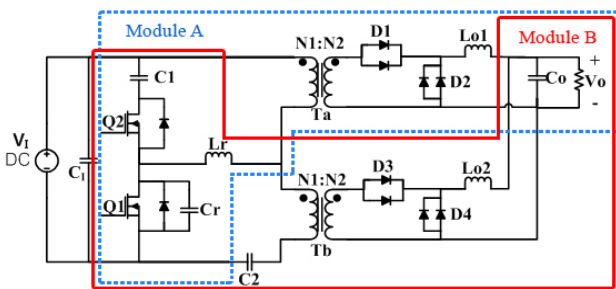 Module A
D1
Lo1
Module B
N1:N2
C1
D2
Co
+
Vo
-
Q2
Ta
VI
DC
+
-
CI
Lr
D3
Lo2
N1:N2
Q1
Cr
D4
Tb
C2